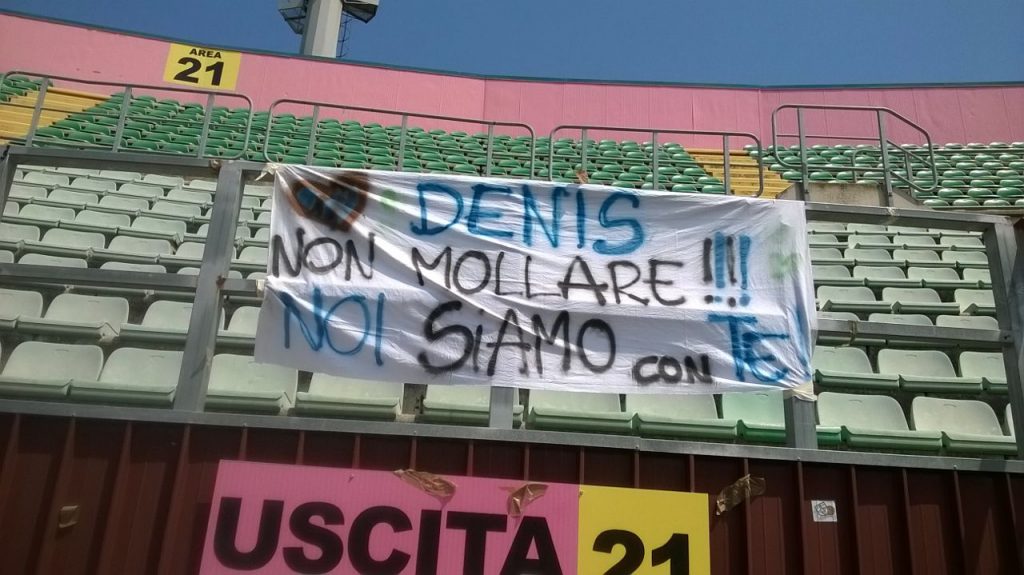 AREA
21
DENIS
NON MOLLARE!!!
NOI SiAMO CON TE!
USCITA 21